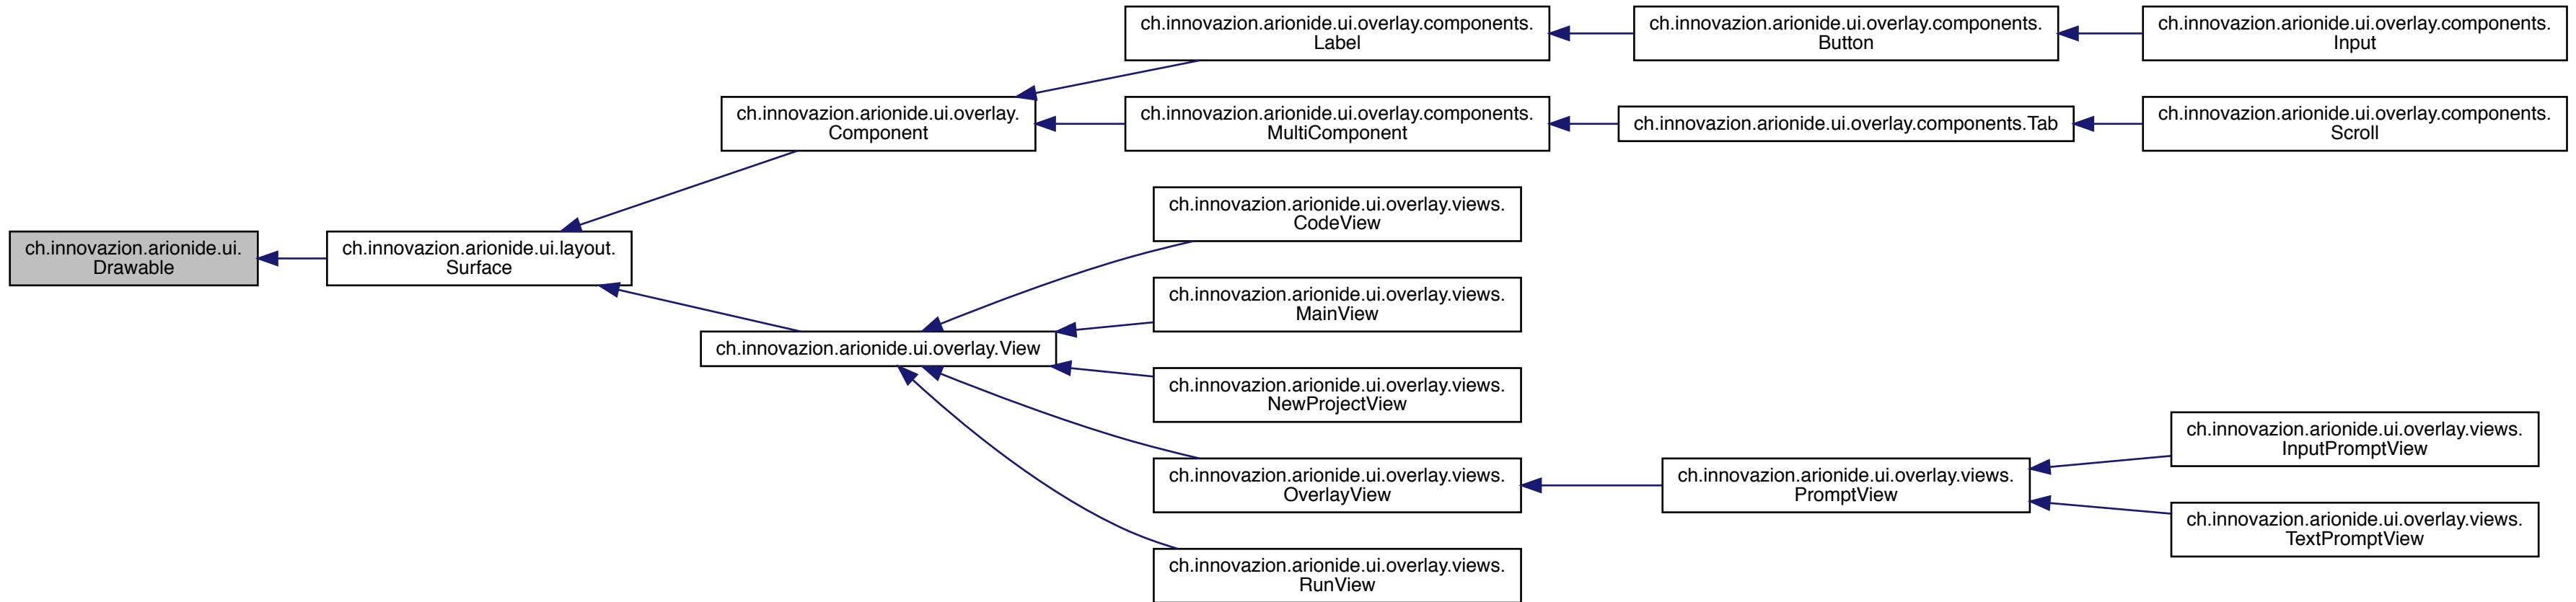 ch.innovazion.arionide.ui.
Drawable
ch.innovazion.arionide.ui.layout.
Surface
ch.innovazion.arionide.ui.overlay.
Component
ch.innovazion.arionide.ui.overlay.components.
Label
ch.innovazion.arionide.ui.overlay.components.
Button
ch.innovazion.arionide.ui.overlay.components.
Input
ch.innovazion.arionide.ui.overlay.components.
MultiComponent
ch.innovazion.arionide.ui.overlay.components.Tab
ch.innovazion.arionide.ui.overlay.components.
Scroll
ch.innovazion.arionide.ui.overlay.View
ch.innovazion.arionide.ui.overlay.views.
CodeView
ch.innovazion.arionide.ui.overlay.views.
MainView
ch.innovazion.arionide.ui.overlay.views.
NewProjectView
ch.innovazion.arionide.ui.overlay.views.
OverlayView
ch.innovazion.arionide.ui.overlay.views.
PromptView
ch.innovazion.arionide.ui.overlay.views.
InputPromptView
ch.innovazion.arionide.ui.overlay.views.
TextPromptView
ch.innovazion.arionide.ui.overlay.views.
RunView